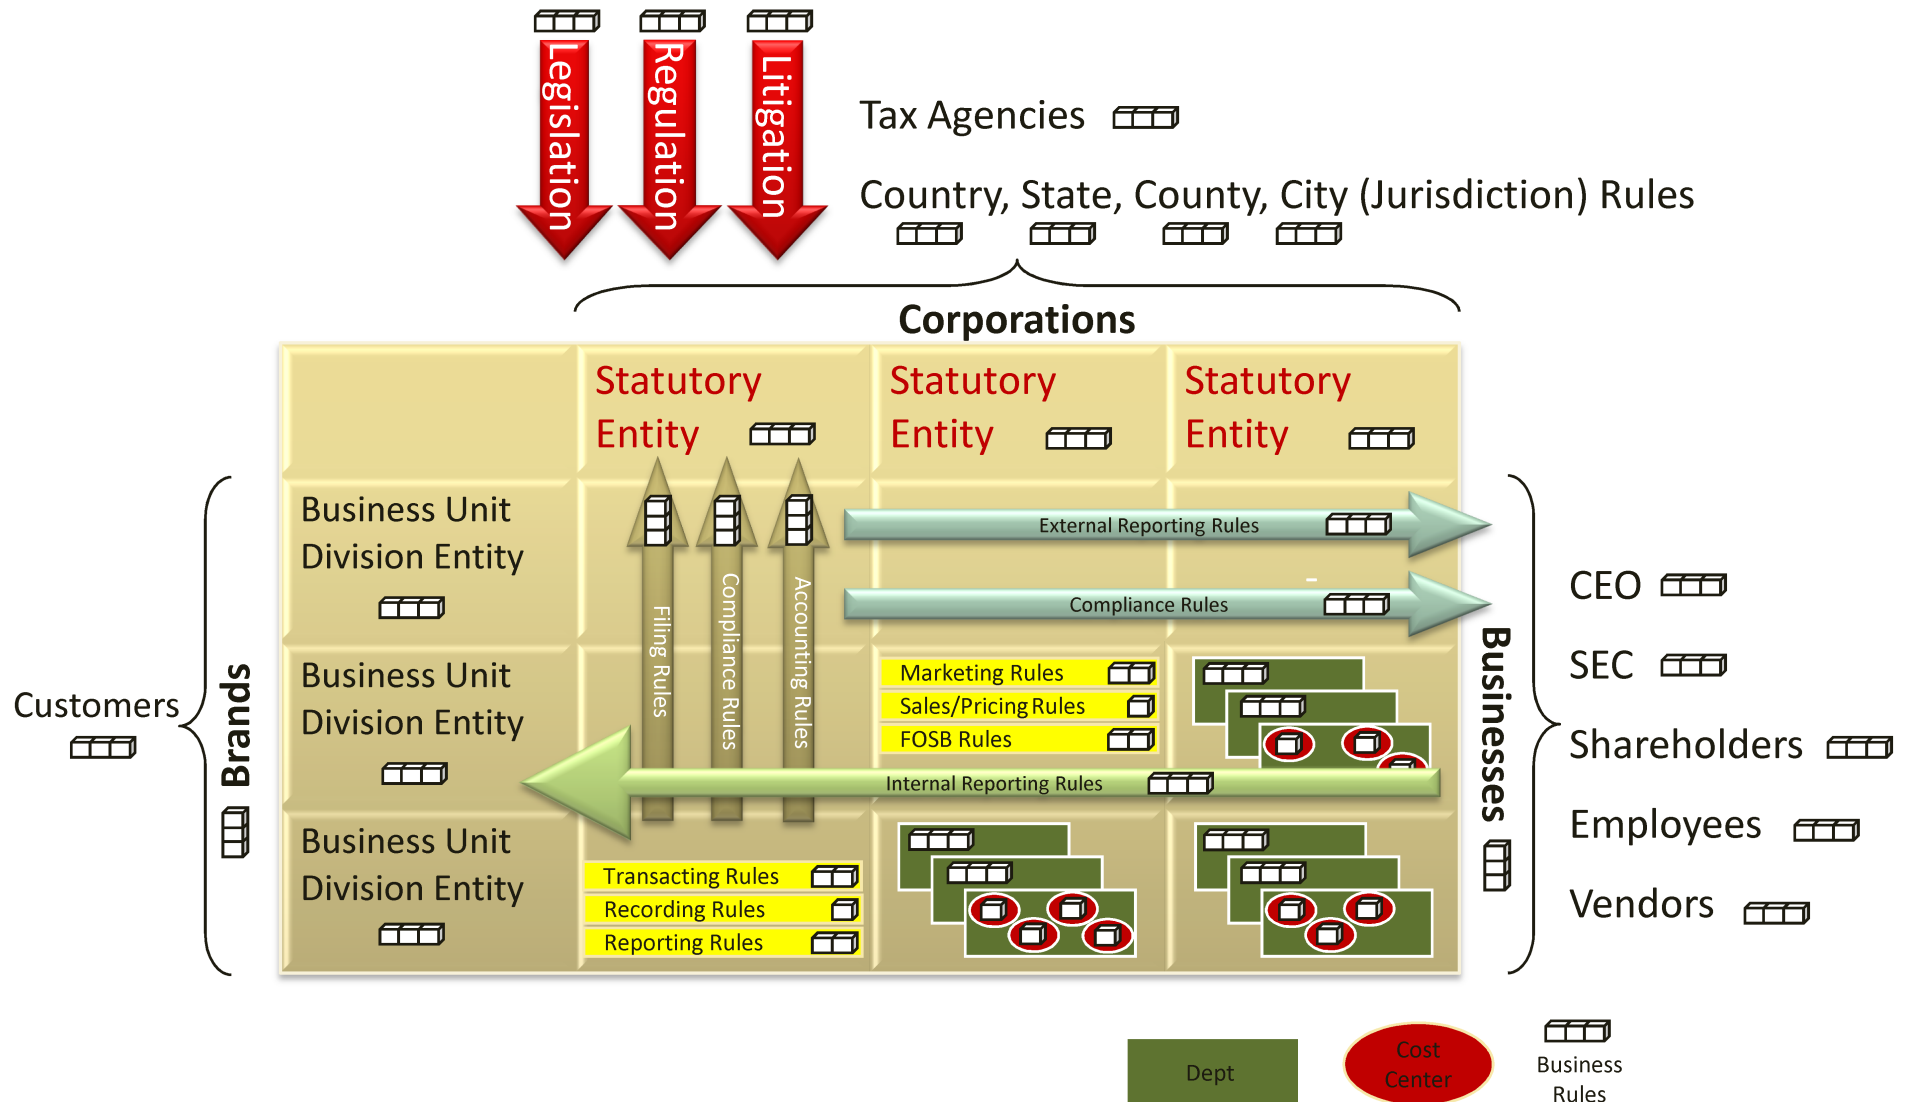 Legislation
Regulation
Litigation
Tax Agencies
Country, State, County, City (Jurisdiction) Rules
Corporations
Statutory
Entity
Statutory
Entity
Statutory
Entity
Business Unit
Division Entity
Filing Rules
Compliance Rules
Accounting Rules
External Reporting Rules
Compliance Rules
Customers
Brands
Business Unit
Division Entity
Marketing Rules
Sales/Pricing Rules
FOSB Rules
Internal Reporting Rules
Business Unit
Division Entity
Transacting Rules
Recording Rules
Reporting Rules
Businesses
CEO
SEC
Shareholders
Employees
Vendors
Dept
Cost
Center
Business
Rules